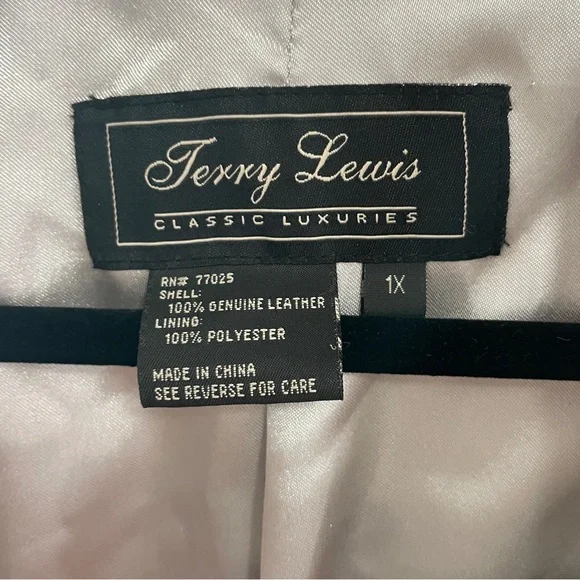 Terry Lewis
CLASSIC LUXURIES
RN# 77025
SHELL:
100% GENUINE LEATHER
LINING:
100% POLYESTER
MADE IN CHINA
SEE REVERSE FOR CARE
1X